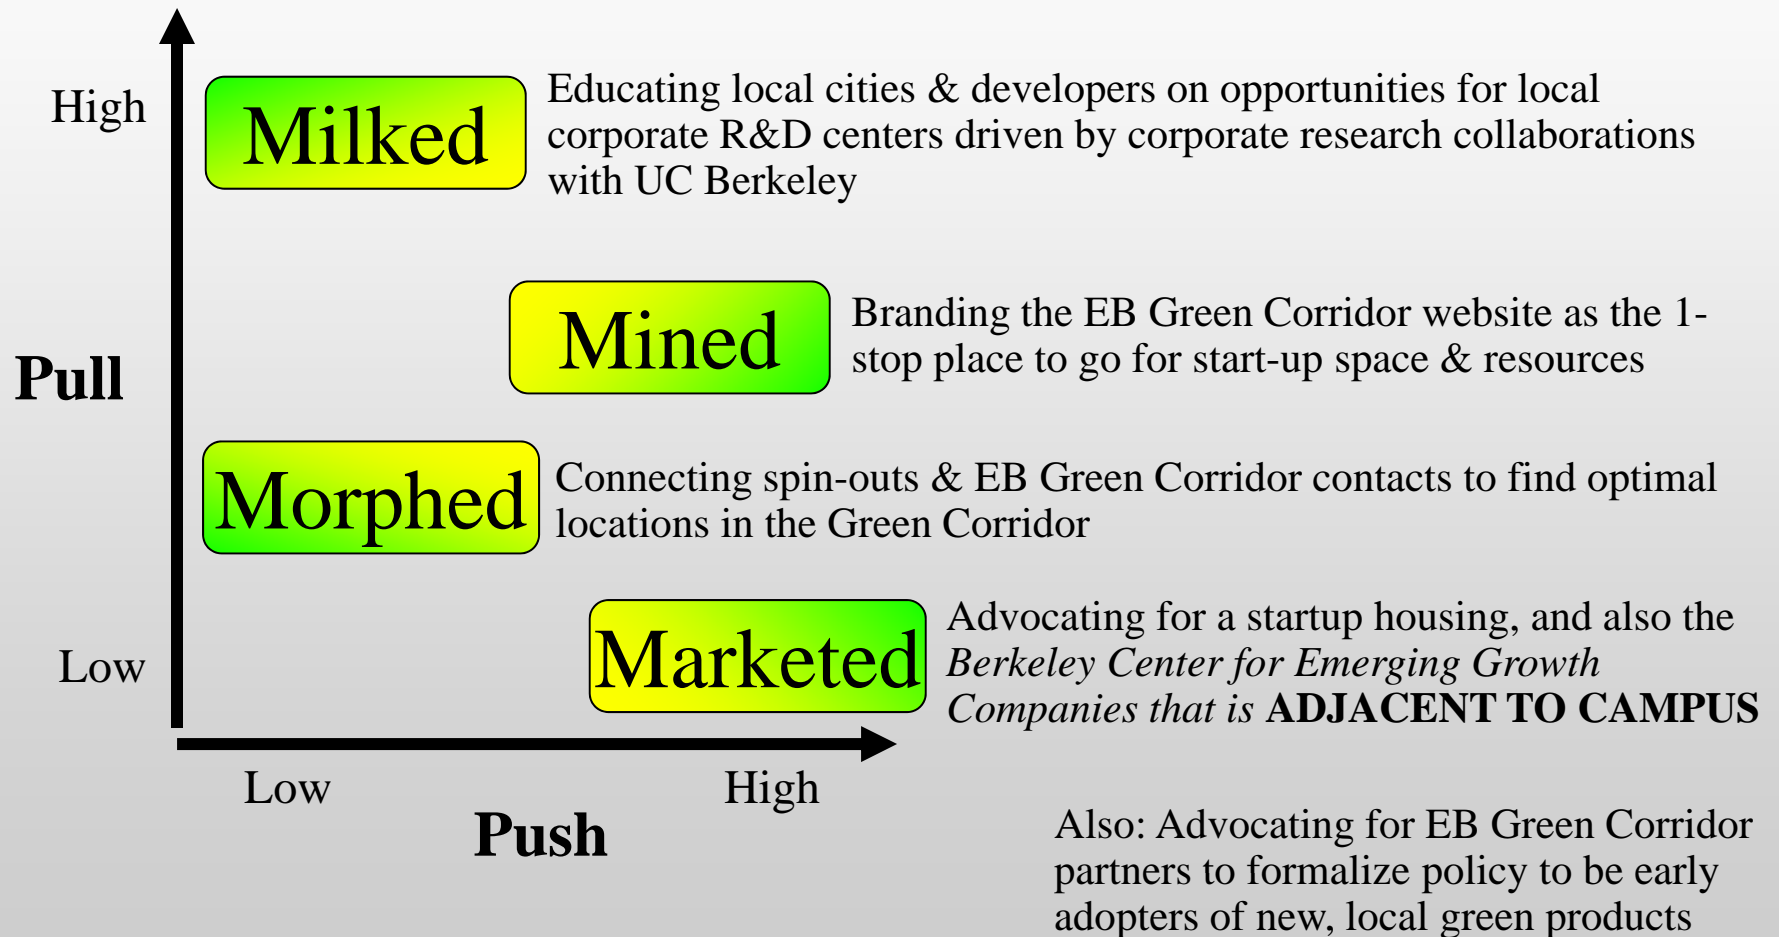 High
Milked
Educating local cities & developers on opportunities for local
corporate R&D centers driven by corporate research collaborations
with UC Berkeley
Mined
Branding the EB Green Corridor website as the 1-
stop place to go for start-up space & resources
Pull
Morphed
Connecting spin-outs & EB Green Corridor contacts to find optimal
locations in the Green Corridor
Low
Marketed
Advocating for a startup housing, and also the
Berkeley Center for Emerging Growth
Companies that is ADJACENT TO CAMPUS
Low
High
Push
Also: Advocating for EB Green Corridor
partners to formalize policy to be early
adopters of new, local green products